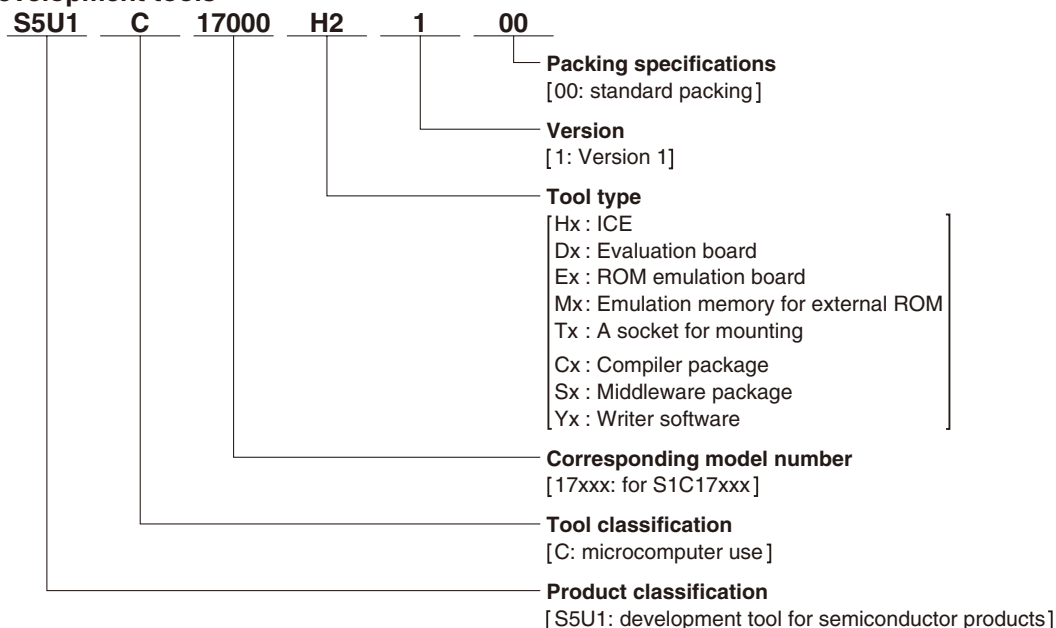 S5U1 C 17000 H2 1 00
Packing specifications
[00: standard packing]
Version
[1: Version 1]
Tool type
[Hx : ICE
Dx : Evaluation board
Ex : ROM emulation board
Mx : Emulation memory for external ROM
Tx : A socket for mounting
Cx : Compiler package
Sx : Middleware package
Yx : Writer software]
Corresponding model number
[17xxx: for S1C17xxx]
Tool classification
[C: microcomputer use]
Product classification
[S5U1: development tool for semiconductor products]